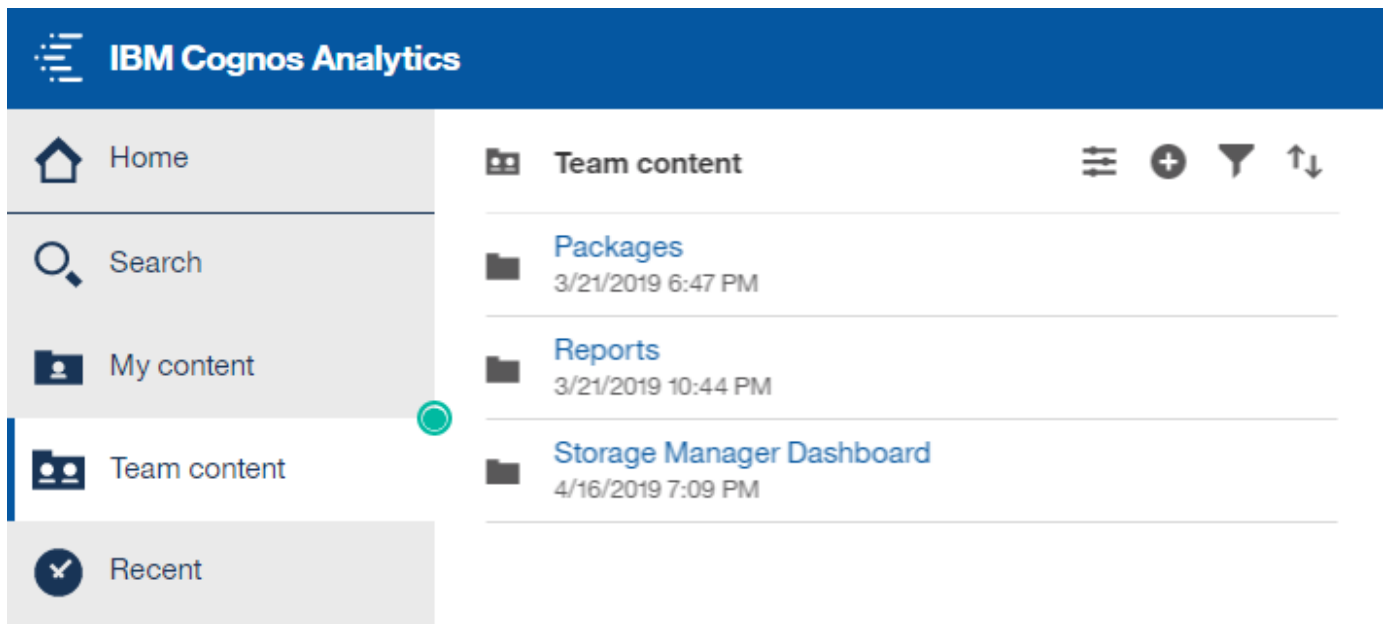 IBM Cognos Analytics
Home
Search
My content
Team content
Recent
Team content
Packages
3/21/2019 6:47 PM
Reports
3/21/2019 10:44 PM
Storage Manager Dashboard
4/16/2019 7:09 PM